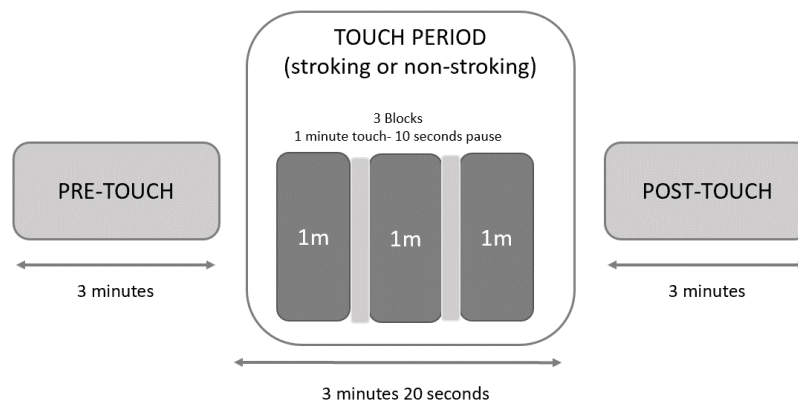 TOUCH PERIOD
(stroking or non-stroking)
3 Blocks
1 minute touch- 10 seconds pause
PRE-TOUCH
1m
1m
1m
POST-TOUCH
3 minutes
3 minutes
3 minutes 20 seconds